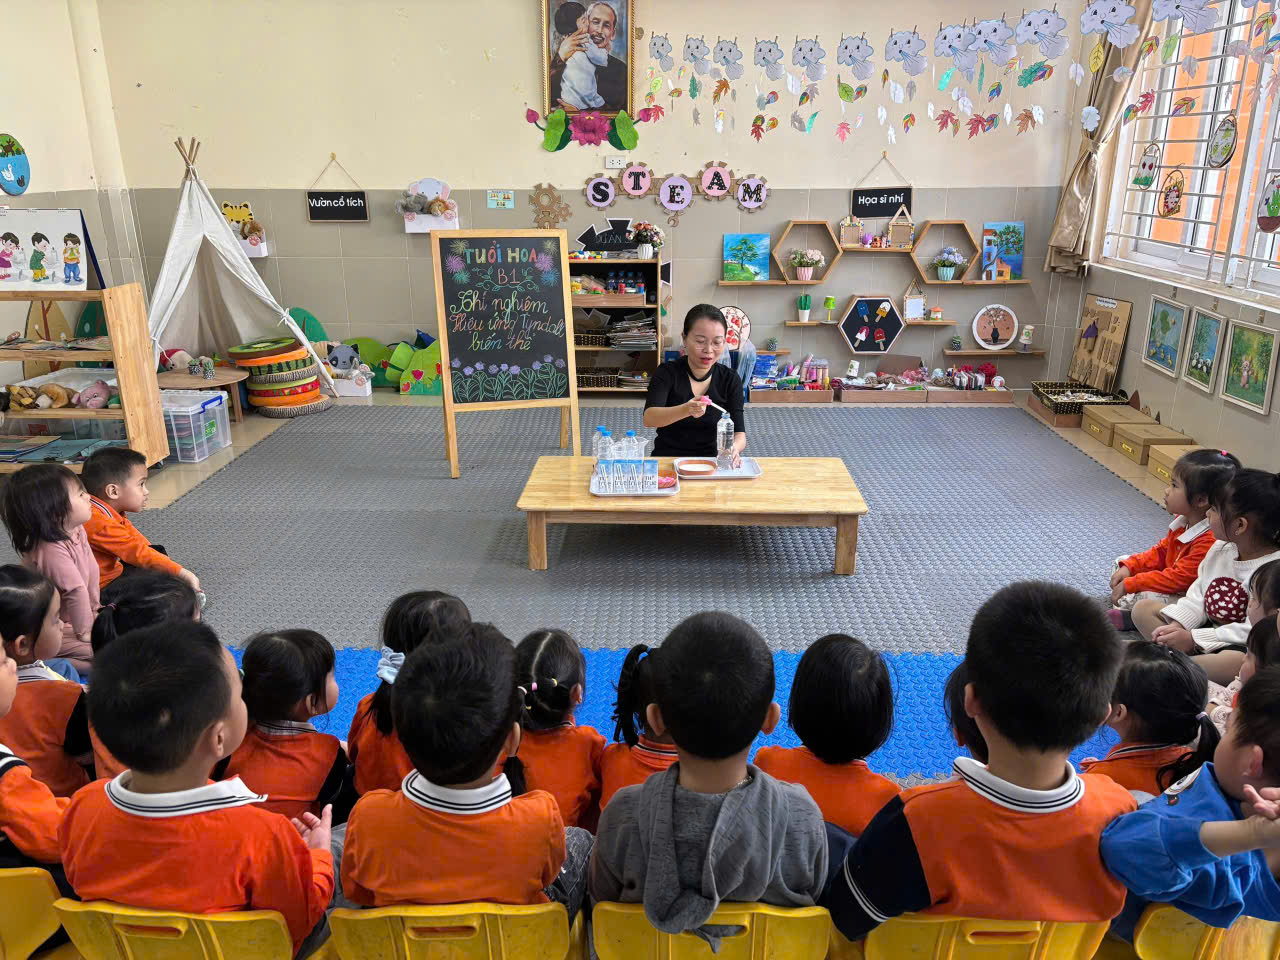 STEAM
Vườn cổ tích
Họa sĩ nhí
TUỔI HOA
B1
Thí nghiệm
Hiệu ứng Tyndall
biến thể